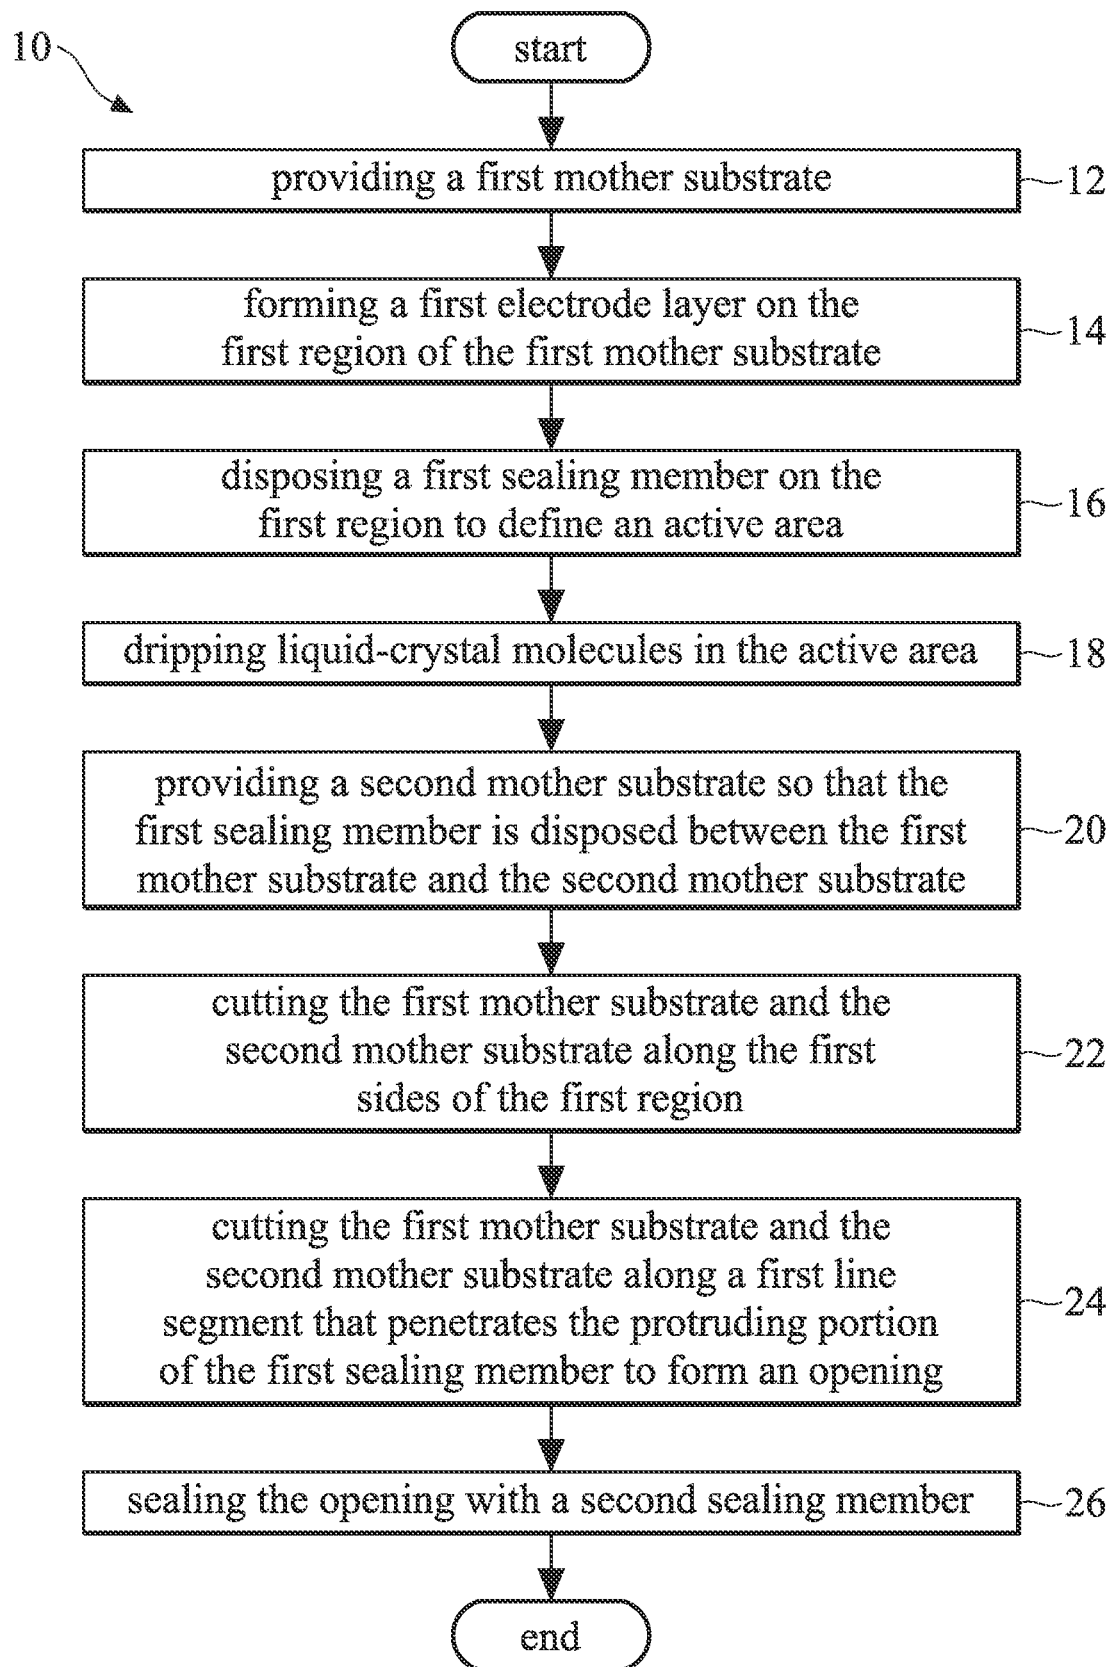 10
start
providing a first mother substrate
12
forming a first electrode layer on the
first region of the first mother substrate
14
disposing a first sealing member on the
first region to define an active area
16
dripping liquid-crystal molecules in the active area
18
providing a second mother substrate so that the
first sealing member is disposed between the first
mother substrate and the second mother substrate
20
cutting the first mother substrate and the
second mother substrate along the first
sides of the first region
22
cutting the first mother substrate and the
second mother substrate along a first line
segment that penetrates the protruding portion
of the first sealing member to form an opening
24
sealing the opening with a second sealing member
26
end